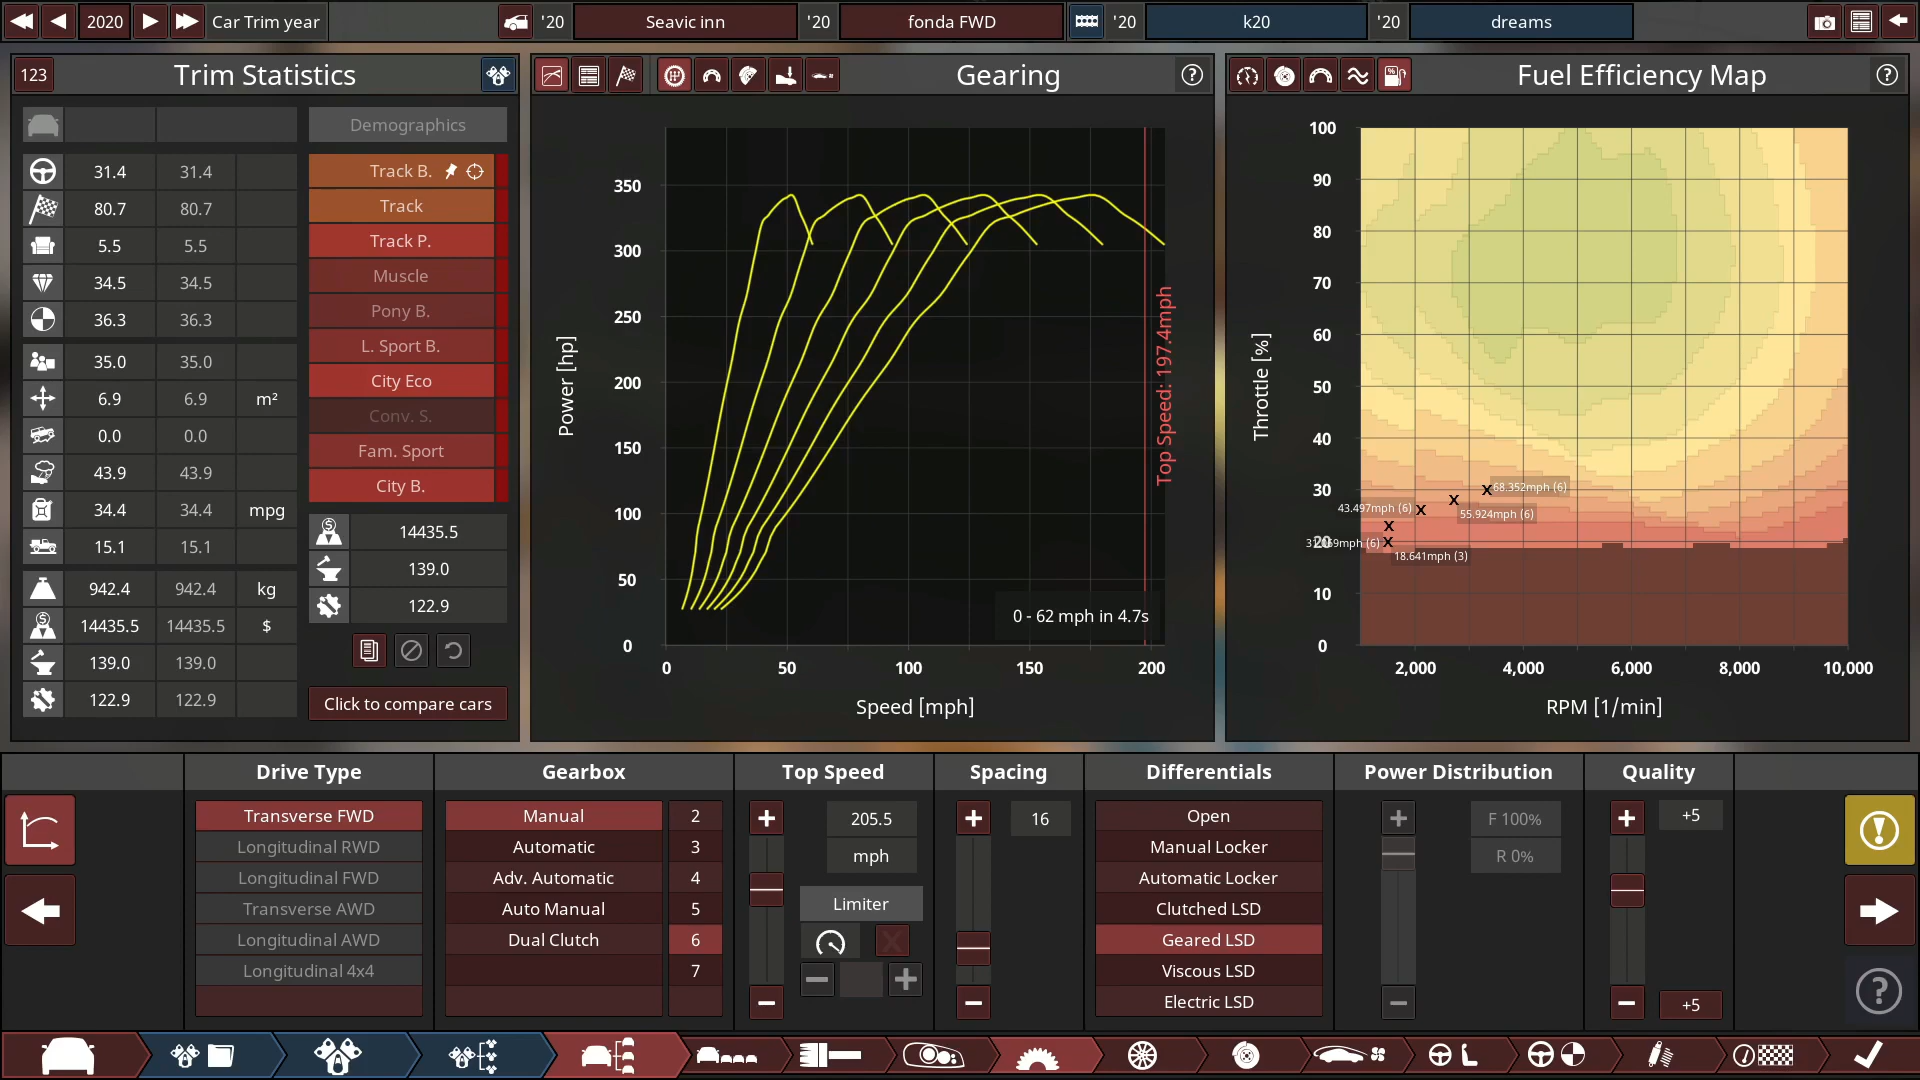 2020
Car Trim year
'20
Seavic inn
'20
fonda FWD
'20
k20
'20
dreams
123
Trim Statistics
Demographics
31.4 31.4
80.7 80.7
5.5 5.5
34.5 34.5
36.3 36.3
35.0 35.0
6.9 6.9 m²
0.0 0.0
43.9 43.9
34.4 34.4 mpg
15.1 15.1
942.4 942.4 kg
14435.5 14435.5 $
139.0 139.0
122.9 122.9
Track B.
Track
Track P.
Muscle
Pony B.
L. Sport B.
City Eco
Conv. S.
Fam. Sport
City B.
14435.5
139.0
122.9
Click to compare cars
Gearing
?
Power [hp]
350
300
250
200
150
100
50
0
0 50 100 150 200
Speed [mph]
Top Speed: 197.4mph
0 - 62 mph in 4.7s
Fuel Efficiency Map
?
Throttle [%]
100
90
80
70
60
50
40
30
20
10
0
68.352mph (6)
43.497mph (6)
55.924mph (6)
18.641mph (3)
2,000 4,000 6,000 8,000 10,000
RPM [1/min]
Drive Type
Transverse FWD
Longitudinal RWD
Longitudinal FWD
Transverse AWD
Longitudinal AWD
Longitudinal 4x4
Gearbox
Manual
Automatic
Adv. Automatic
Auto Manual
Dual Clutch
2
3
4
5
6
7
Top Speed
205.5
mph
Limiter
Spacing
16
Differentials
Open
Manual Locker
Automatic Locker
Clutched LSD
Geared LSD
Viscous LSD
Electric LSD
Power Distribution
F 100%
R 0%
Quality
+5
+5